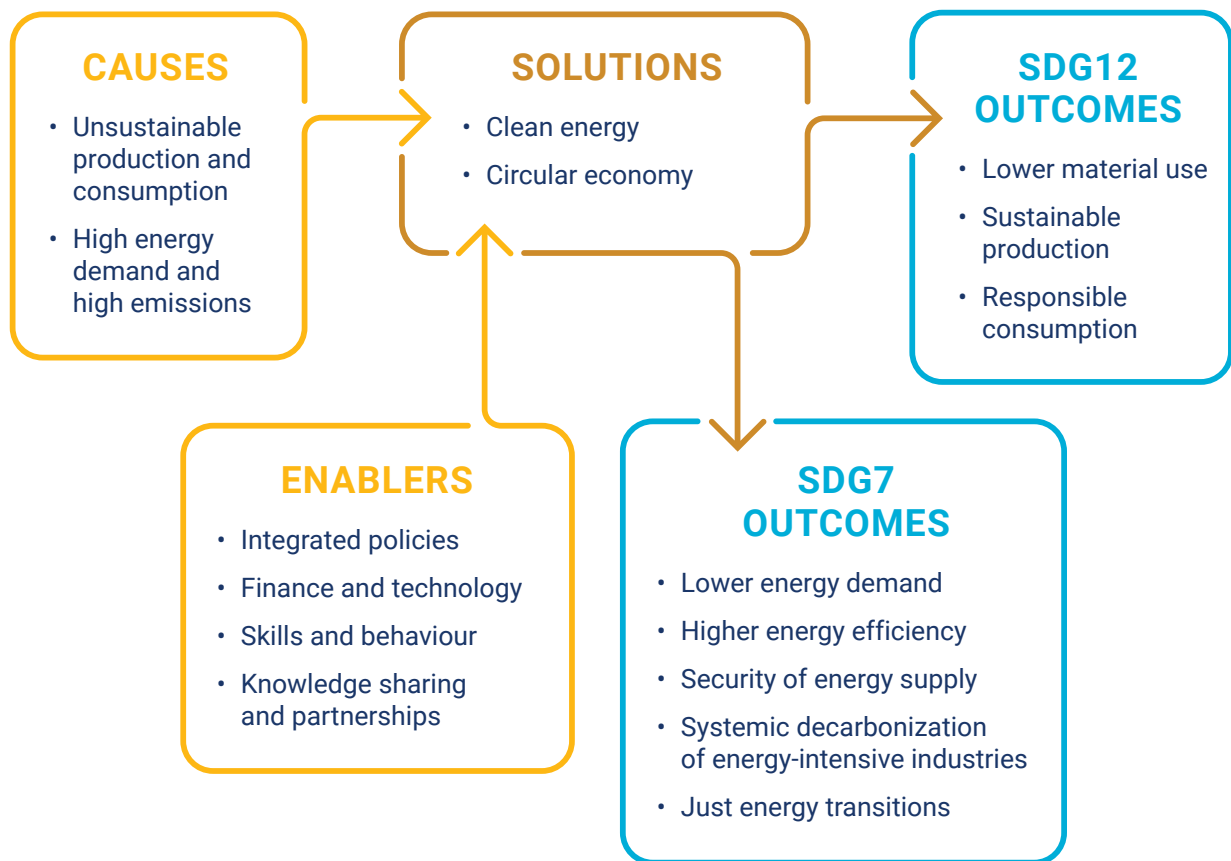 CAUSES
• Unsustainable
production and
consumption
• High energy
demand and
high emissions
SOLUTIONS
• Clean energy
• Circular economy
SDG12
OUTCOMES
• Lower material use
• Sustainable
production
• Responsible
consumption
ENABLERS
• Integrated policies
• Finance and technology
• Skills and behaviour
• Knowledge sharing
and partnerships
SDG7
OUTCOMES
• Lower energy demand
• Higher energy efficiency
• Security of energy supply
• Systemic decarbonization
of energy-intensive industries
• Just energy transitions